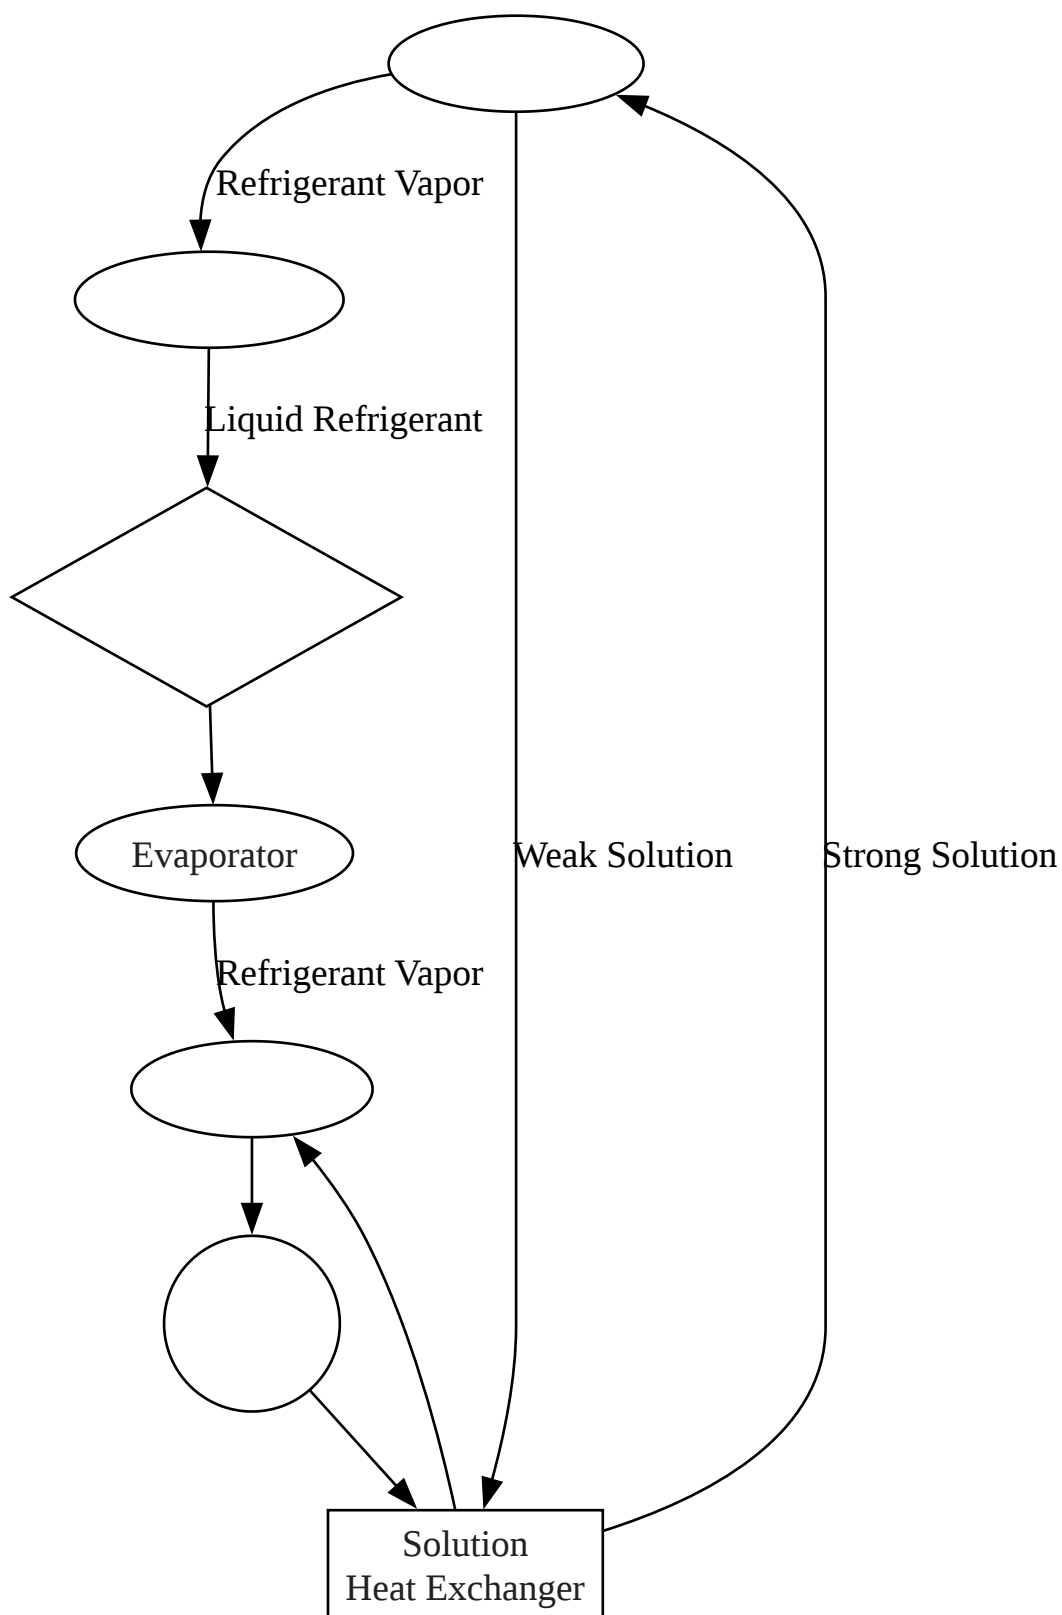 Refrigerant Vapor
Liquid Refrigerant
Evaporator
Weak Solution
Strong Solution
Refrigerant Vapor
Solution
Heat Exchanger